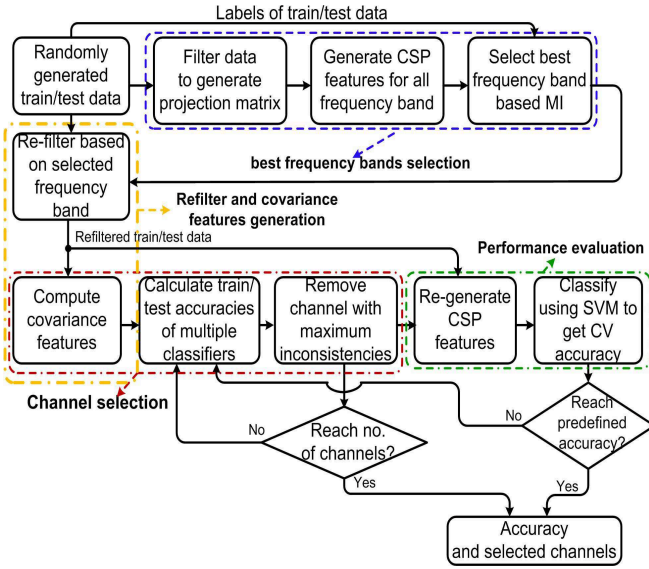 Labels of train/test data
Randomly
generated
train/test data
Filter data
to generate
projection matrix
Generate CSP
features for all
frequency band
Select best
frequency band
based MI
best frequency bands selection
Re-filter based
on selected
frequency
band
Refilter and covariance
features generation
Refiltered train/test data
Performance evaluation
Compute
covariance
features
Calculate train/
test accuracies
of multiple
classifiers
Remove
channel with
maximum
inconsistencies
Re-generate
CSP
features
Classify
using SVM to
get CV
accuracy
Channel selection
No
Reach no.
of channels?
Yes
No
Reach
predefined
accuracy?
Yes
Accuracy
and selected channels